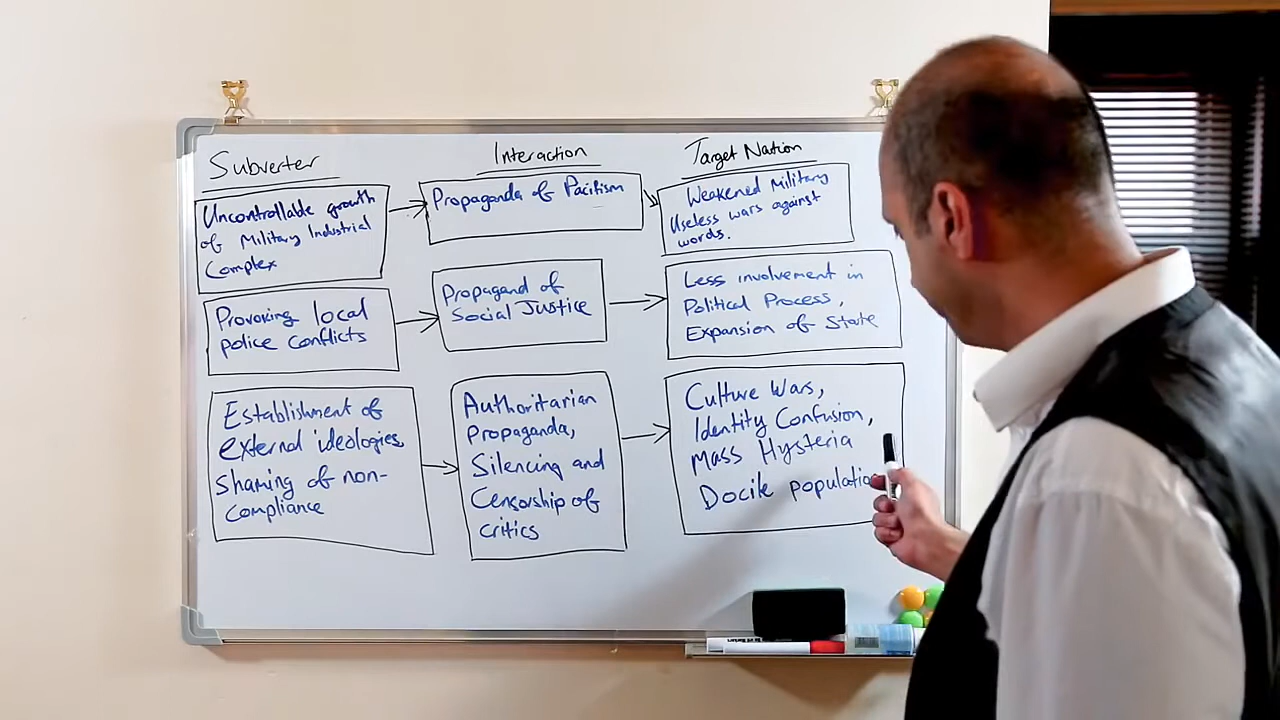 Subverter
Interaction
Target Nation
Uncontrollable growth
of Military Industrial
Complex
Propaganda of Pacifism
Weakened Military
Useless wars against
words.
Provoking local
police conflicts
Propagand of
Social Justice
Less involvement in
Political Process,
Expansion of State
Establishment of
external ideologies,
Shaming of non-
compliance
Authoritarian
Propaganda,
Silencing and
Censorship of
critics
Culture Wars,
Identity Confusion,
Mass Hysteria
Docile populatio